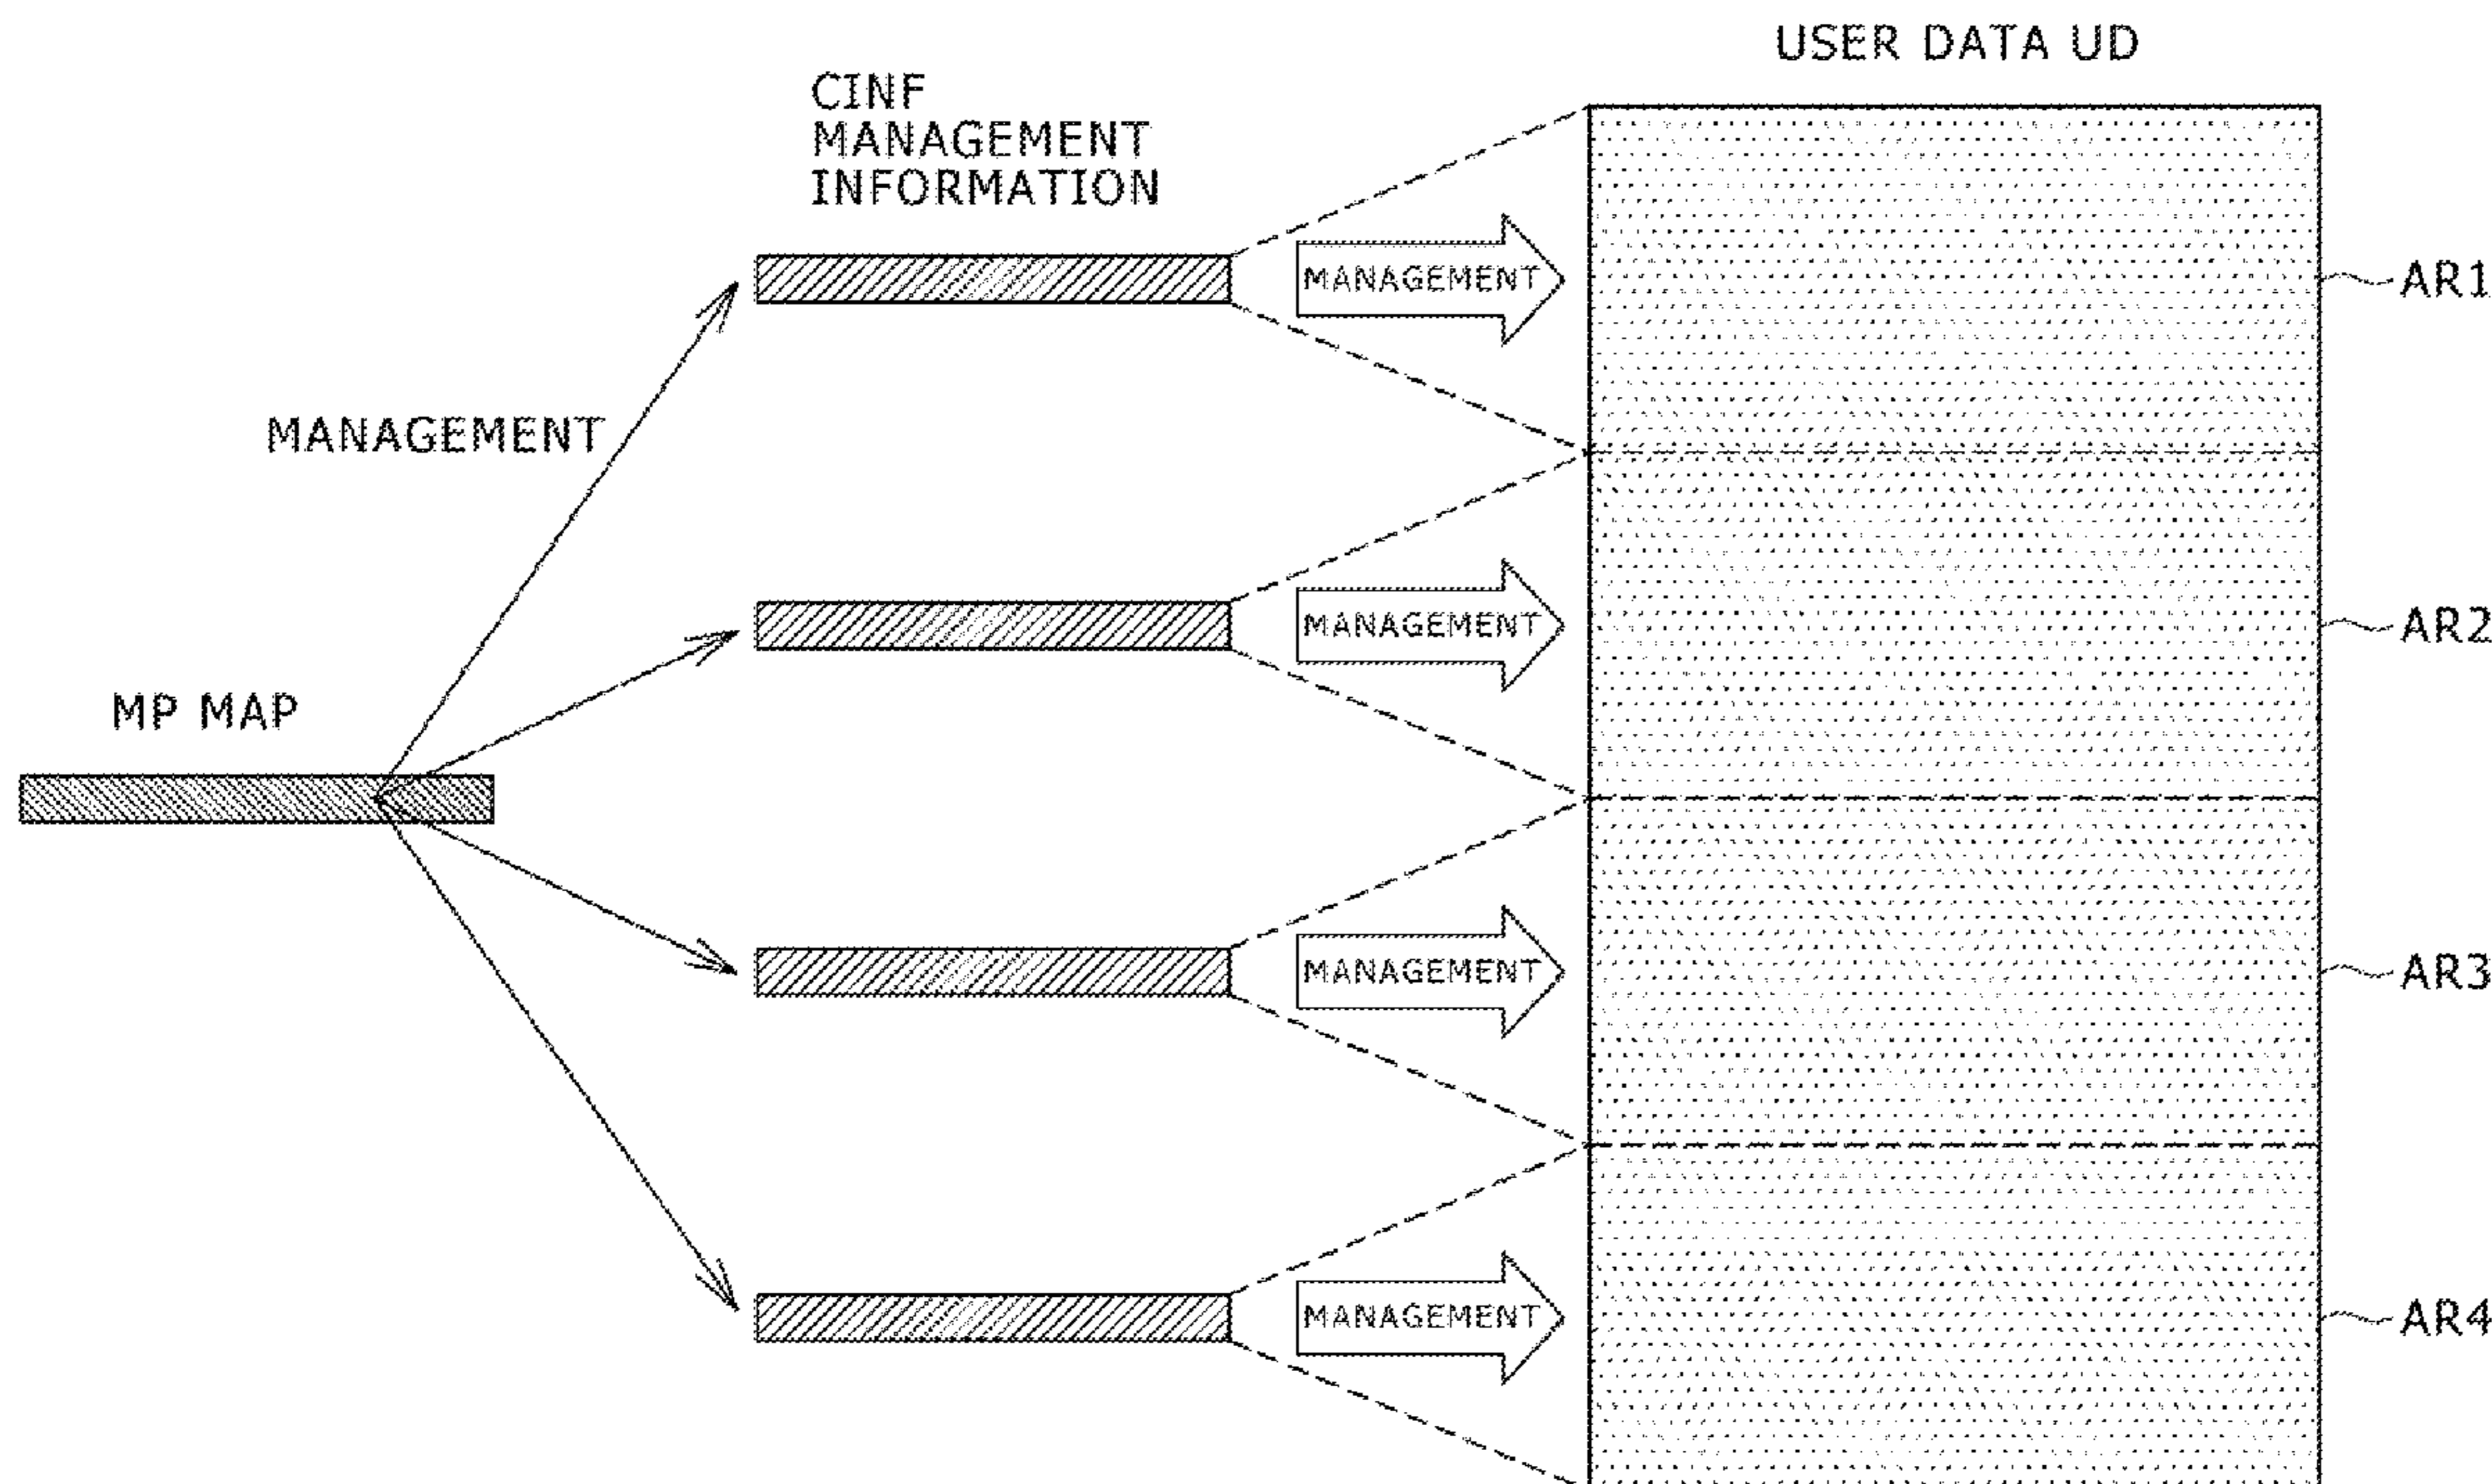 USER DATA UD
CINF
MANAGEMENT
INFORMATION
MANAGEMENT
AR1
MANAGEMENT
MANAGEMENT
AR2
MP MAP
MANAGEMENT
AR3
MANAGEMENT
AR4